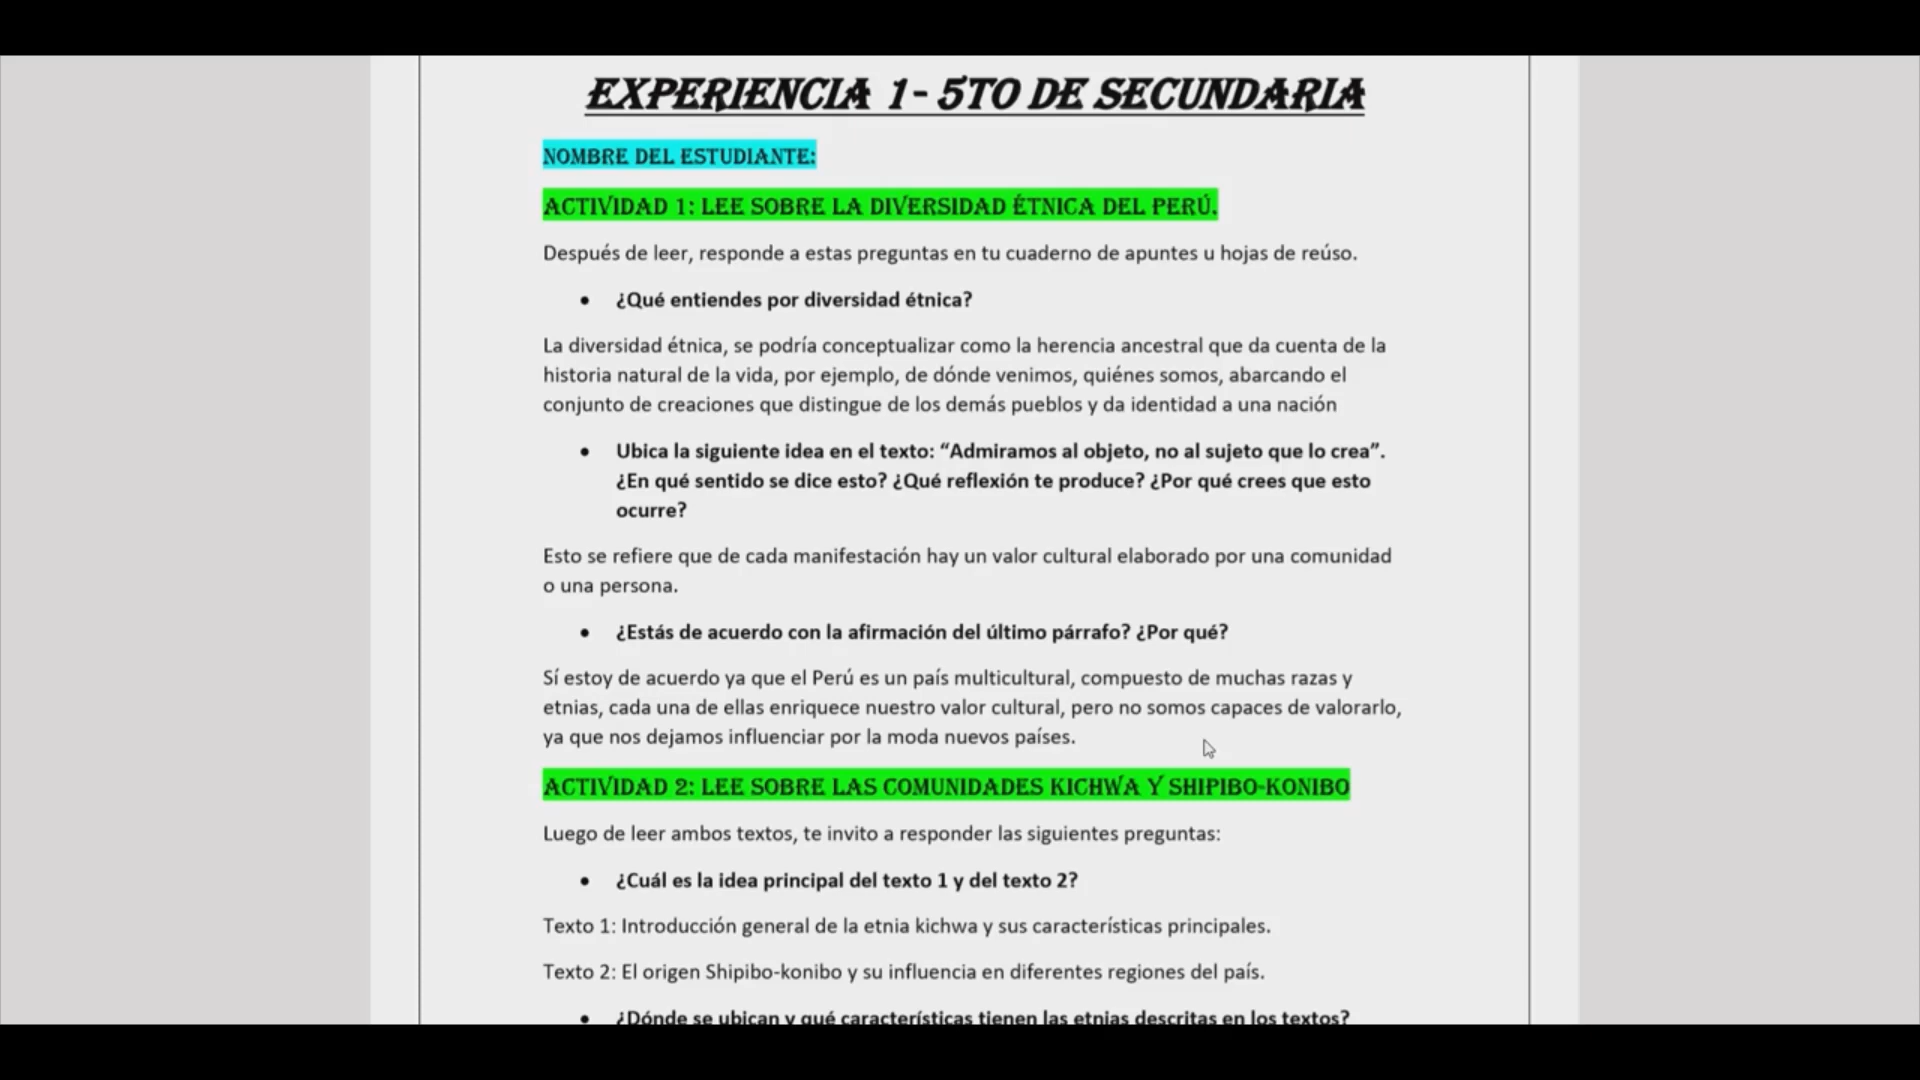 EXPERIENCIA 1- 5TO DE SECUNDARIA
NOMBRE DEL ESTUDIANTE:
ACTIVIDAD 1: LEE SOBRE LA DIVERSIDAD ÉTNICA DEL PERÚ.
Después de leer, responde a estas preguntas en tu cuaderno de apuntes u hojas de reúso.
• ¿Qué entiendes por diversidad étnica?
La diversidad étnica, se podría conceptualizar como la herencia ancestral que da cuenta de la
historia natural de la vida, por ejemplo, de dónde venimos, quiénes somos, abarcando el
conjunto de creaciones que distingue de los demás pueblos y da identidad a una nación
• Ubica la siguiente idea en el texto: “Admiramos al objeto, no al sujeto que lo crea”.
¿En qué sentido se dice esto? ¿Qué reflexión te produce? ¿Por qué crees que esto
ocurre?
Esto se refiere que de cada manifestación hay un valor cultural elaborado por una comunidad
o una persona.
• ¿Estás de acuerdo con la afirmación del último párrafo? ¿Por qué?
Sí estoy de acuerdo ya que el Perú es un país multicultural, compuesto de muchas razas y
etnias, cada una de ellas enriquece nuestro valor cultural, pero no somos capaces de valorarlo,
ya que nos dejamos influenciar por la moda nuevos países.
ACTIVIDAD 2: LEE SOBRE LAS COMUNIDADES KICHWA Y SHIPIBO-KONIBO
Luego de leer ambos textos, te invito a responder las siguientes preguntas:
• ¿Cuál es la idea principal del texto 1 y del texto 2?
Texto 1: Introducción general de la etnia kichwa y sus características principales.
Texto 2: El origen Shipibo-konibo y su influencia en diferentes regiones del país.
• ¿Dónde se ubican y qué características tienen las etnias descritas en los textos?